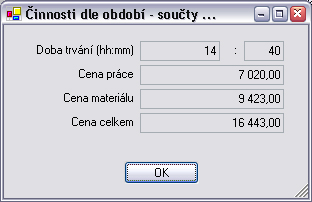 Činnosti dle období - součty ...
Doba trvání (hh:mm) 14 : 40
Cena práce 7 020,00
Cena materiálu 9 423,00
Cena celkem 16 443,00
OK